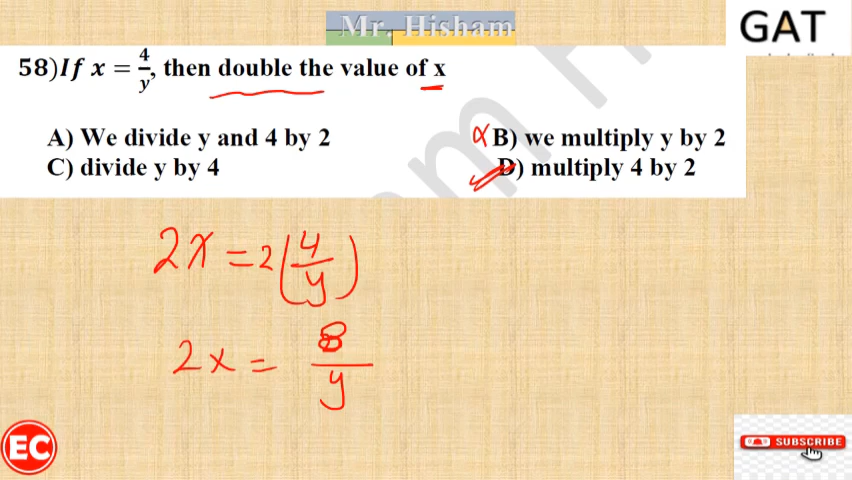 Mr. Hisham
GAT
58)If x = 4/y, then double the value of x
A) We divide y and 4 by 2
B) we multiply y by 2
C) divide y by 4
D) multiply 4 by 2
2x = 2(4/y)
2x = 8/y
EC
SUBSCRIBE